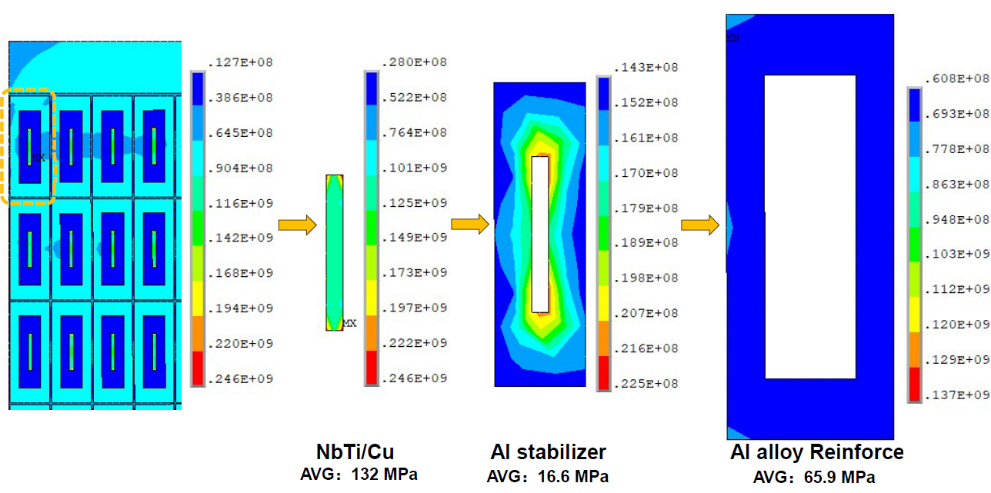 .127E+08
.386E+08
.645E+08
.904E+08
.116E+09
.142E+09
.168E+09
.194E+09
.220E+09
.246E+09
MX
.280E+08
.522E+08
.764E+08
.101E+09
.125E+09
.149E+09
.173E+09
.197E+09
.222E+09
.246E+09
MX
.143E+08
.152E+08
.161E+08
.170E+08
.179E+08
.189E+08
.198E+08
.207E+08
.216E+08
.225E+08
.608E+08
.693E+08
.778E+08
.863E+08
.948E+08
.103E+09
.112E+09
.120E+09
.129E+09
.137E+09
NbTi/Cu
AVG：132 MPa
Al stabilizer
AVG：16.6 MPa
Al alloy Reinforce
AVG：65.9 MPa